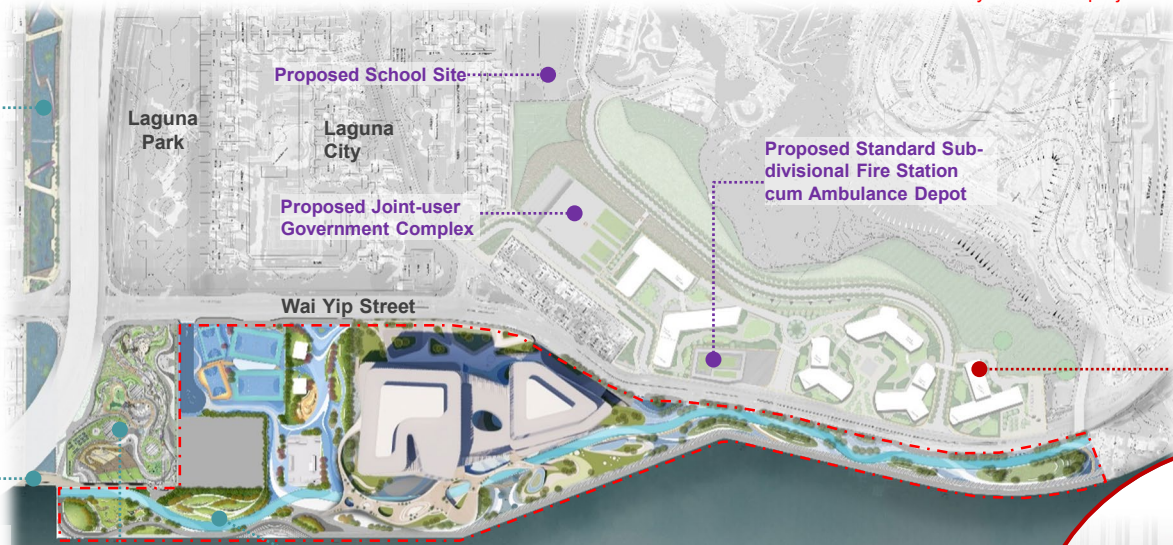 Proposed School Site
Laguna
Park
Laguna
City
Proposed Standard Sub-
divisional Fire Station
cum Ambulance Depot
Proposed Joint-user
Government Complex
Wai Yip Street